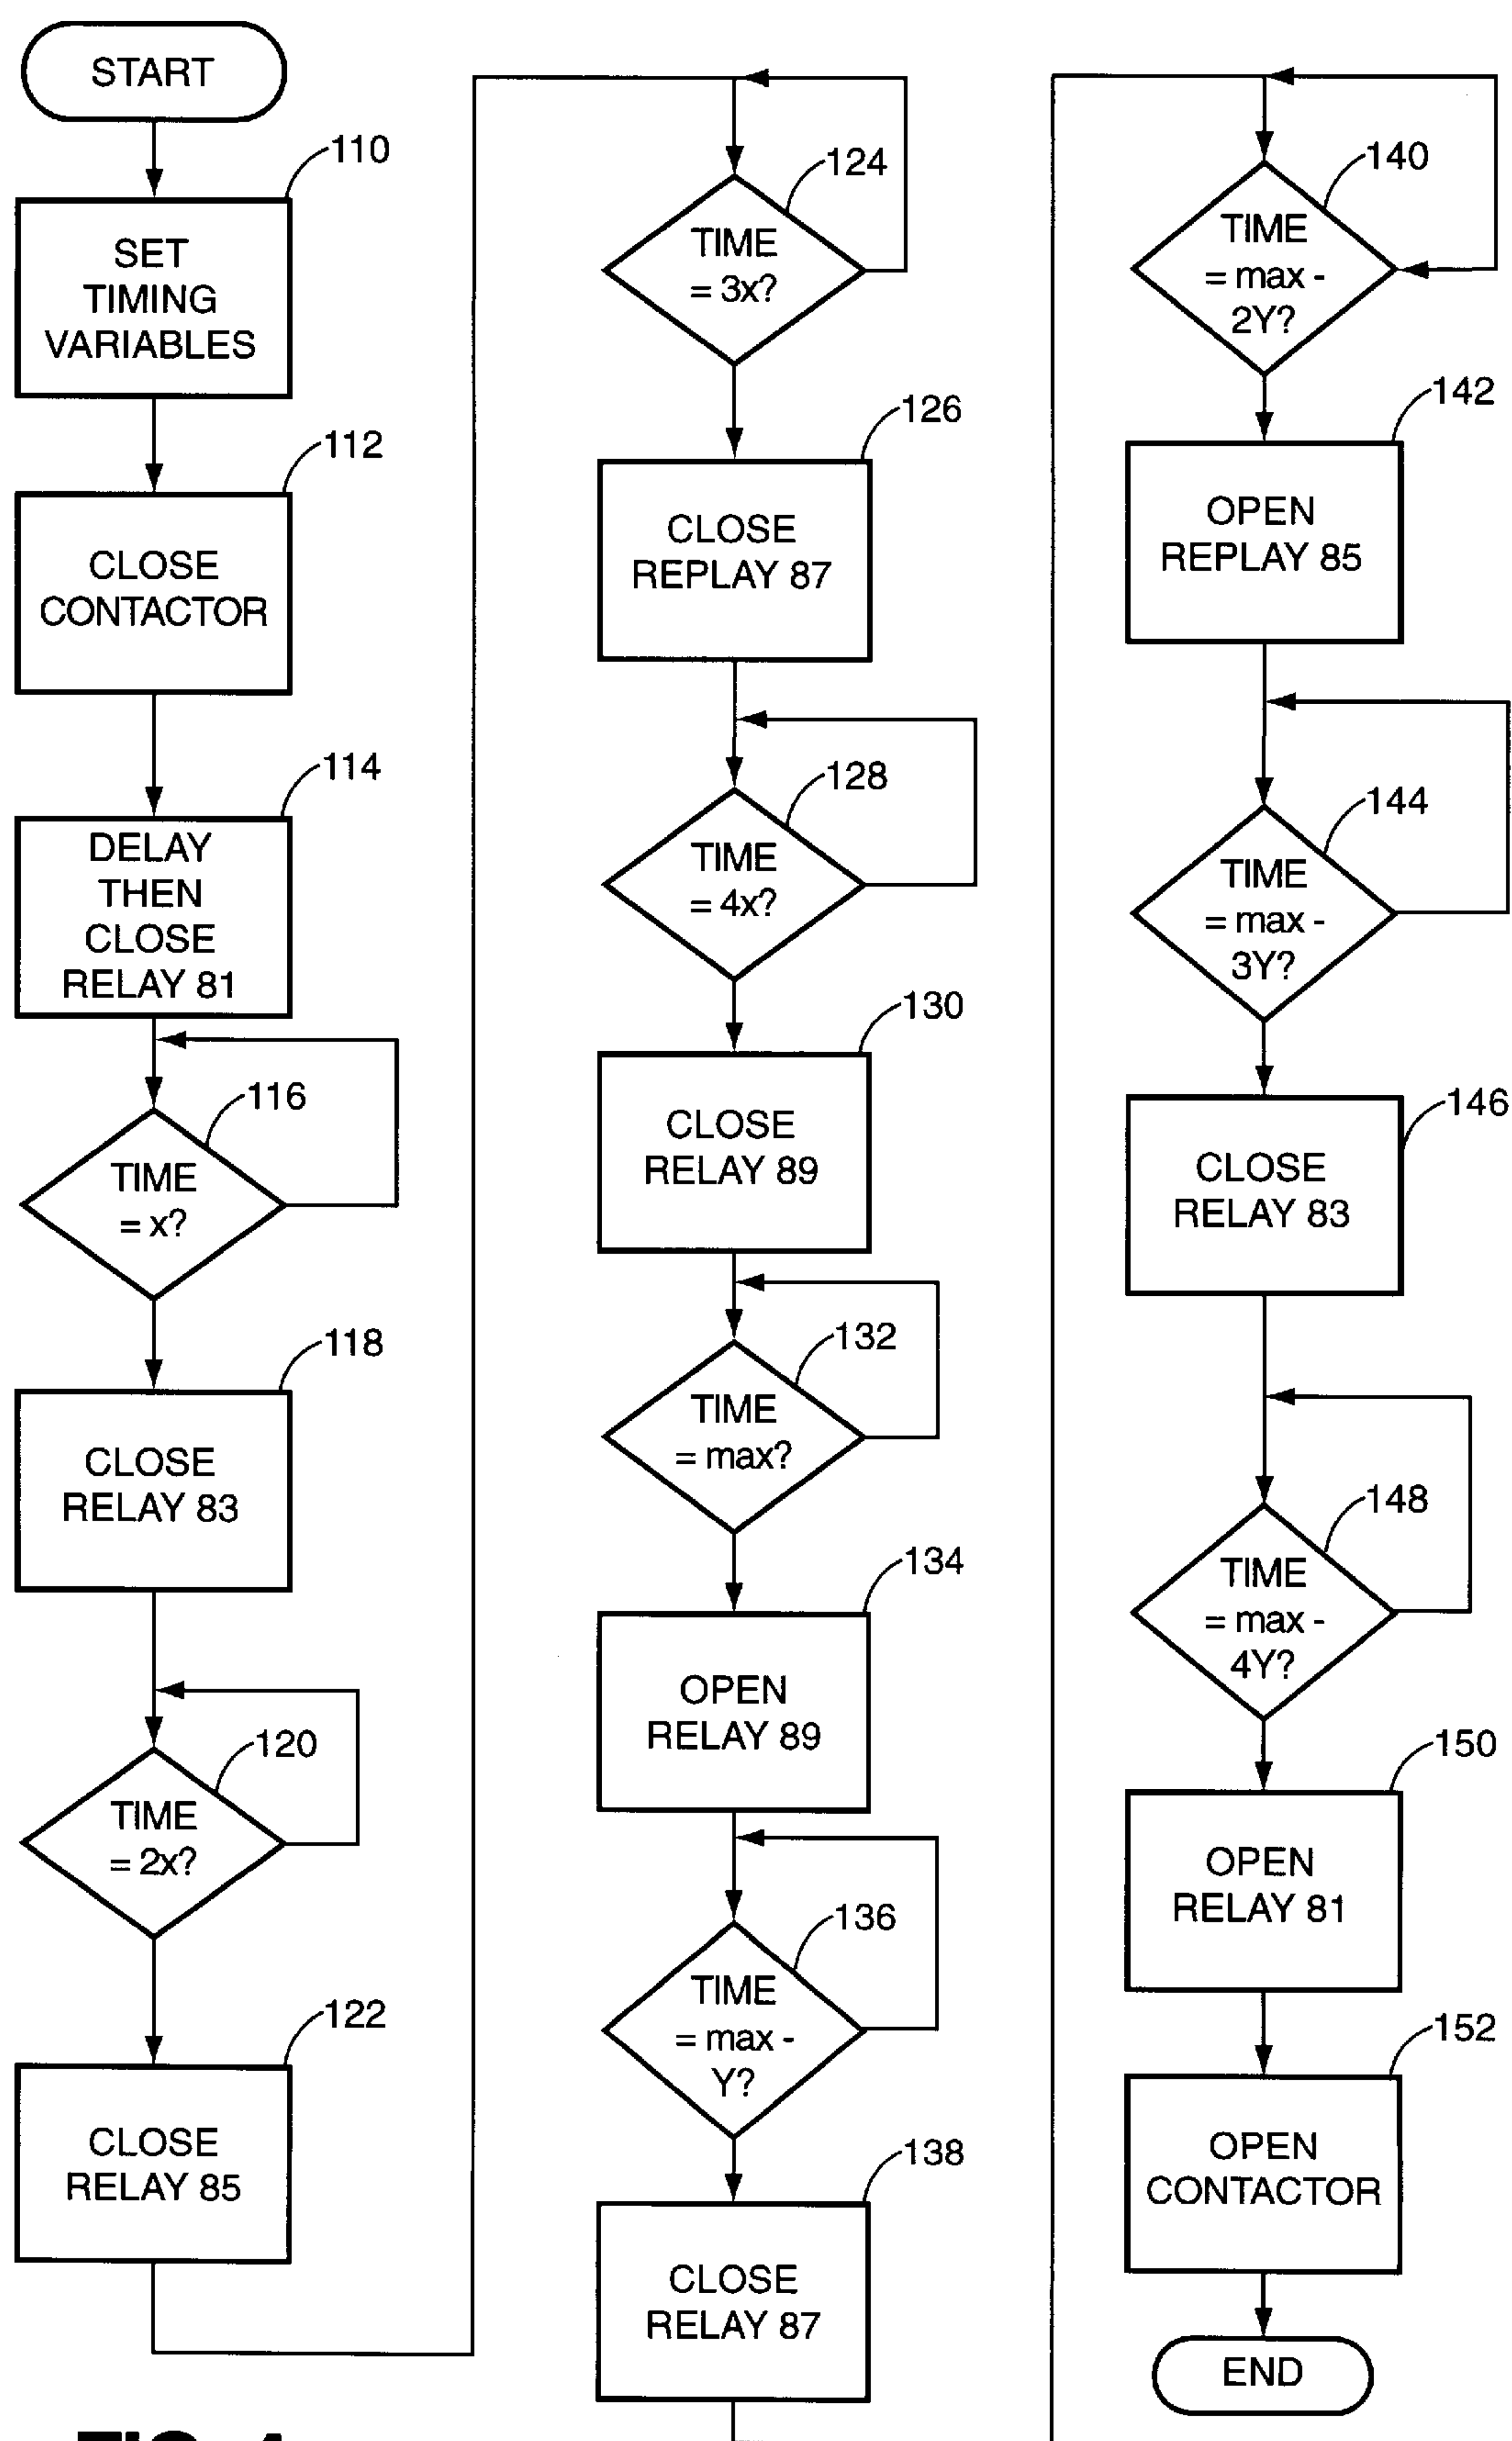 START
110
SET
TIMING
VARIABLES
112
CLOSE
CONTACTOR
114
DELAY
THEN
CLOSE
RELAY 81
116
TIME
= x?
118
CLOSE
RELAY 83
120
TIME
= 2x?
122
CLOSE
RELAY 85
124
TIME
= 3x?
126
CLOSE
REPLAY 87
128
TIME
= 4x?
130
CLOSE
RELAY 89
132
TIME
= max?
134
OPEN
RELAY 89
136
TIME
= max -
Y?
138
CLOSE
RELAY 87
140
TIME
= max -
2Y?
142
OPEN
REPLAY 85
144
TIME
= max -
3Y?
146
CLOSE
RELAY 83
148
TIME
= max -
4Y?
150
OPEN
RELAY 81
152
OPEN
CONTACTOR
END